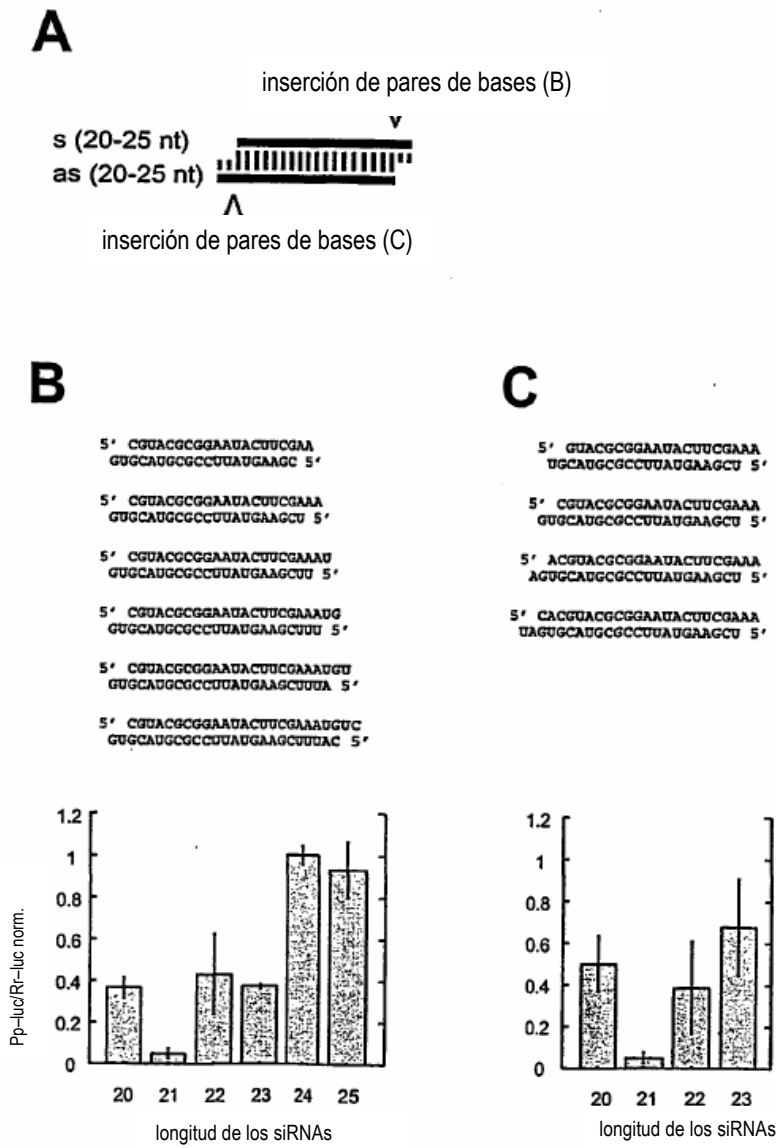 A
inserción de pares de bases (B)
s (20-25 nt)
as (20-25 nt)
inserción de pares de bases (C)
B
5' CGUACGCGGAAUACUUCGAA
GUGCAUGCGCCUUAUGAAGC 5'
5' CGUACGCGGAAUACUUCGAAA
GUGCAUGCGCCUUAUGAAGCU 5'
5' CGUACGCGGAAUACUUCGAAAU
GUGCAUGCGCCUUAUGAAGCUU 5'
5' CGUACGCGGAAUACUUCGAAAUG
GUGCAUGCGCCUUAUGAAGCUUU 5'
5' CGUACGCGGAAUACUUCGAAAUGU
GUGCAUGCGCCUUAUGAAGCUUUA 5'
5' CGUACGCGGAAUACUUCGAAAUGUC
GUGCAUGCGCCUUAUGAAGCUUUAC 5'
C
5' GUACGCGGAAUACUUCGAAA
UGCAUGCGCCUUAUGAAGCU 5'
5' CGUACGCGGAAUACUUCGAAA
GUGCAUGCGCCUUAUGAAGCU 5'
5' ACGUACGCGGAAUACUUCGAAA
AGUGCAUGCGCCUUAUGAAGCU 5'
5' CACGUACGCGGAAUACUUCGAAA
UAGUGCAUGCGCCUUAUGAAGCU 5'
Pp–luc/Rr–luc norm.
1.2
1
0.8
0.6
0.4
0.2
0
20 21 22 23 24 25
longitud de los siRNAs
1.2
1
0.8
0.6
0.4
0.2
0
20 21 22 23
longitud de los siRNAs